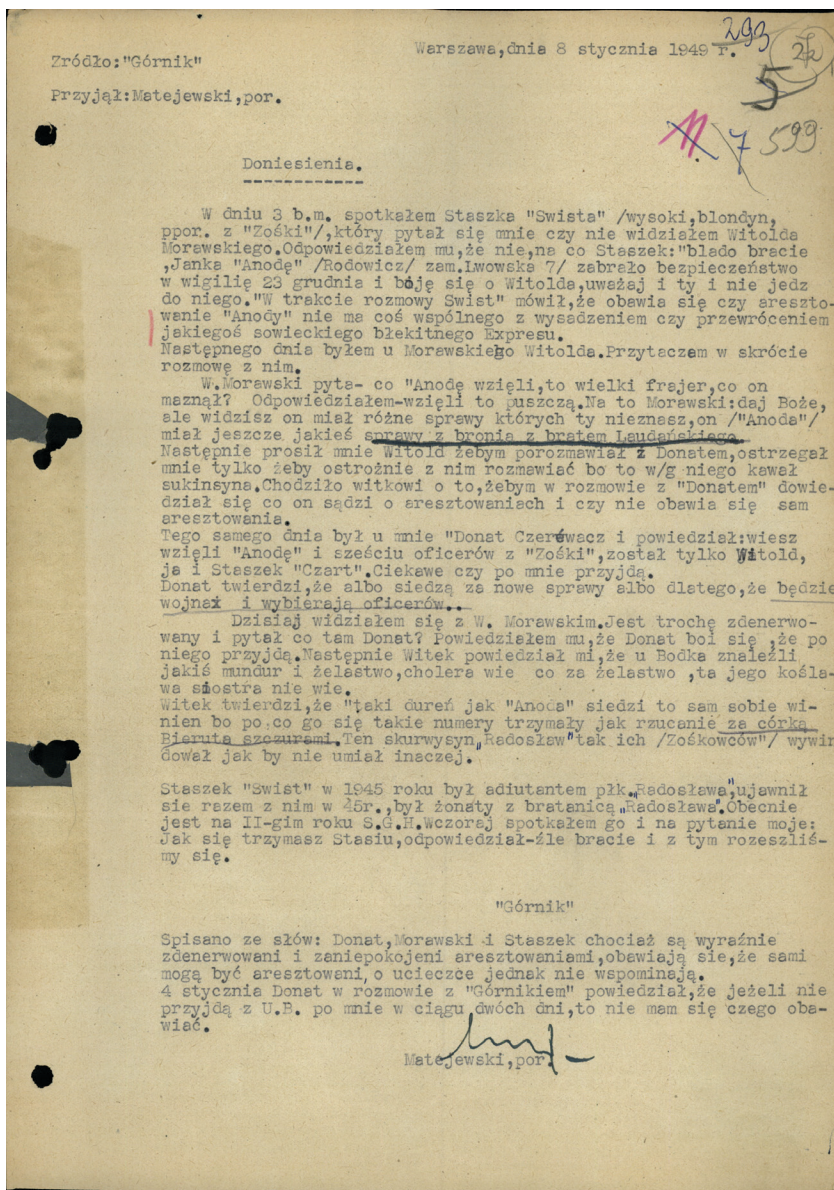 293
Warszawa,dnia 8 stycznia 1949 r.
Zródło:"Górnik"
5
Przyjął:Matejewski,por.
11 7 599
Doniesienia.
W dniu 3 b.m. spotkałem Staszka "Swista" /wysoki,blondyn,
ppor. z "Zośki"/,który pytał się mnie czy nie widziałem Witolda
Morawskiego.Odpowiedziałem mu,że nie,na co Staszek:"blado bracie
,Janka "Anodę" /Rodowicz/ zam.Lwowska 7/ zabrało bezpieczeństwo
w wigilię 23 grudnia i boję się o Witolda,uważaj i ty i nie jedz
do niego."W trakcie rozmowy Swist" mówił,że obawia się czy areszto-
wanie "Anody" nie ma coś wspólnego z wysadzeniem czy przewróceniem
jakiegoś sowieckiego błekitnego Expresu.
Następnego dnia byłem u Morawskiego Witolda.Przytaczam w skrócie
rozmowę z nim.
W.Morawski pyta- co "Anodę wzięli,to wielki frajer,co on
maznął? Odpowiedziałem-wzięli to puszczą.Na to Morawski:daj Boże,
ale widzisz on miał różne sprawy których ty nieznasz,on /"Anoda"/
miał jeszcze jakieś sprawy z bronią z bratem Laudańskiego.
Następnie prosił mnie Witold żebym porozmawiał z Donatem,ostrzegał
mnie tylko żeby ostrożnie z nim rozmawiać bo to w/g niego kawał
sukinsyna.Chodziło witkowi o to,żebym w rozmowie z "Donatem" dowie-
dział się co on sądzi o aresztowaniach i czy nie obawia się sam
aresztowania.
Tego samego dnia był u mnie "Donat Czerewacz i powiedział:wiesz
wzięli "Anodę" i sześciu oficerów z "Zośki",został tylko Witold,
ja i Staszek "Czart".Ciekawe czy po mnie przyjdą.
Donat twierdzi,że albo siedzą za nowe sprawy albo dlatego,że będzie
wojna i wybierają oficerów..
Dzisiaj widziałem się z W. Morawskim.Jest trochę zdenerwo-
wany i pytał co tam Donat? Powiedziałem mu,że Donat boi się ,że po
niego przyjdą.Następnie Witek powiedział mi,że u Bodka znaleźli
jakiś mundur i żelastwo,cholera wie co za żelastwo ,ta jego kośla-
wa siostra nie wie.
Witek twierdzi,że "taki dureń jak "Anoda" siedzi to sam sobie wi-
nien bo po co go się takie numery trzymały jak rzucanie za córką
Bieruta szczurami.Ten skurwysyn„Radosław"tak ich /Zośkowców"/ wywin
dował jak by nie umiał inaczej.
Staszek "Swist" w 1945 roku był adiutantem płk.„Radosława",ujawnił
sie razem z nim w 45r.,był żonaty z bratanicą„Radosława".Obecnie
jest na II-gim roku S.G.H.Wczoraj spotkałem go i na pytanie moje:
Jak się trzymasz Stasiu,odpowiedział-źle bracie i z tym rozeszliś-
my się.
"Górnik"
Spisano ze słów: Donat,Morawski i Staszek chociaż są wyraźnie
zdenerwowani i zaniepokojeni aresztowaniami,obawiają sie,że sami
mogą być aresztowani,o ucieczce jednak nie wspominają.
4 stycznia Donat w rozmowie z "Górnikiem" powiedział,że jeżeli nie
przyjdą z U.B. po mnie w ciągu dwóch dni,to nie mam się czego oba-
wiać.
Matejewski,por.